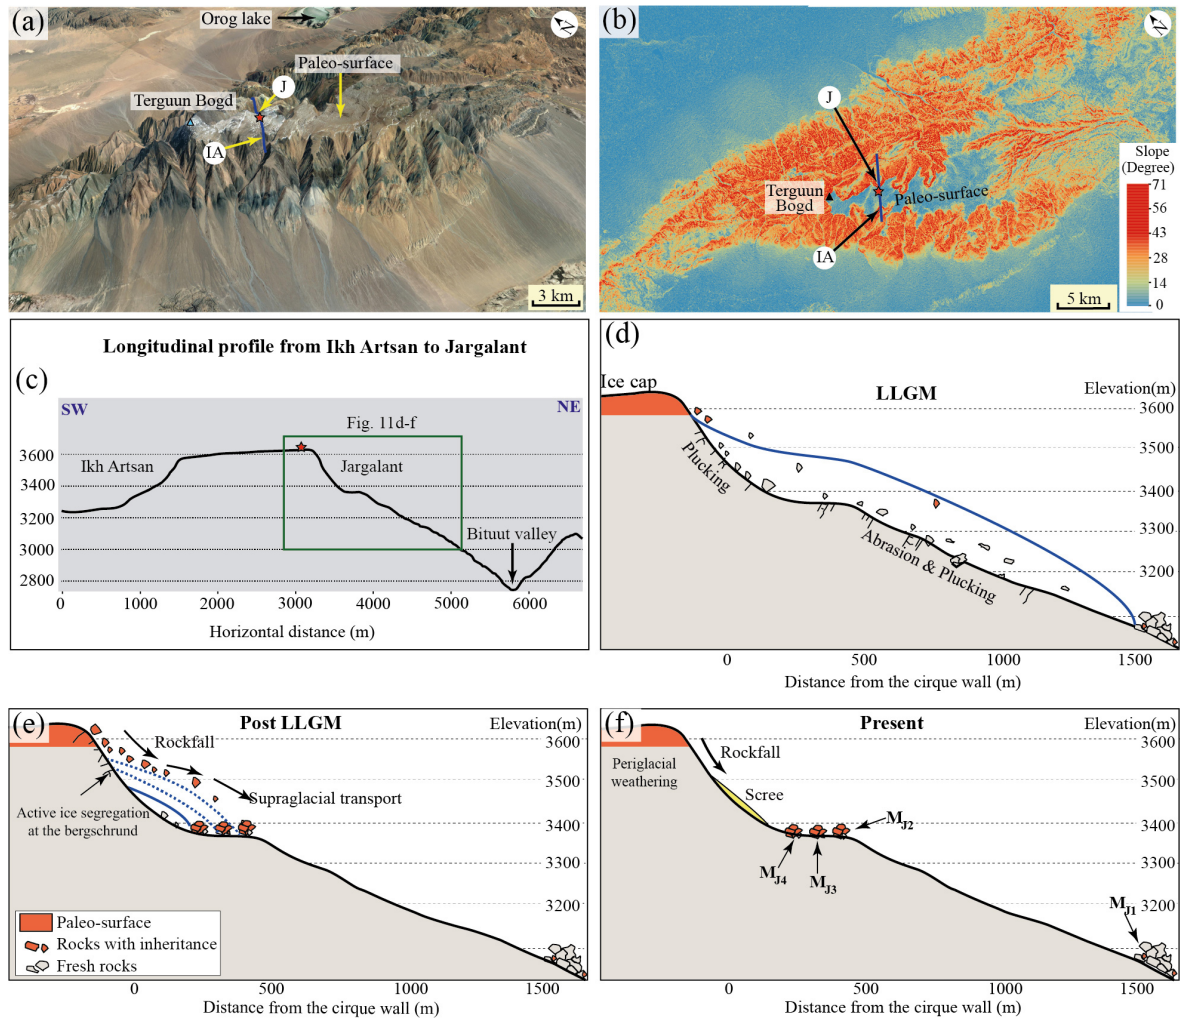 (a)
Orog lake
N
Paleo-surface
J
Terguun Bogd
IA
3 km
(b)
N
J
Terguun
Bogd
Paleo-surface
IA
Slope
(Degree)
71
56
43
28
14
0
5 km
Longitudinal profile from Ikh Artsan to Jargalant
(c)
SW
NE
Fig. 11d-f
3600
3400
3200
3000
2800
Ikh Artsan
Jargalant
Bituut valley
0
1000
2000
3000
4000
5000
6000
Horizontal distance (m)
(d)
Ice cap
LLGM
Elevation(m)
3600
3500
3400
3300
3200
Plucking
Abrasion & Plucking
0
500
1000
1500
Distance from the cirque wall (m)
(e)
Post LLGM
Elevation(m)
3600
3500
3400
3300
3200
Rockfall
Supraglacial transport
Active ice segregation
at the bergschrund
Paleo-surface
Rocks with inheritance
Fresh rocks
0
500
1000
1500
Distance from the cirque wall (m)
(f)
Present
Elevation(m)
3600
3500
3400
3300
3200
Periglacial
weathering
Rockfall
Scree
MJ2
MJ4
MJ3
MJ1
0
500
1000
1500
Distance from the cirque wall (m)